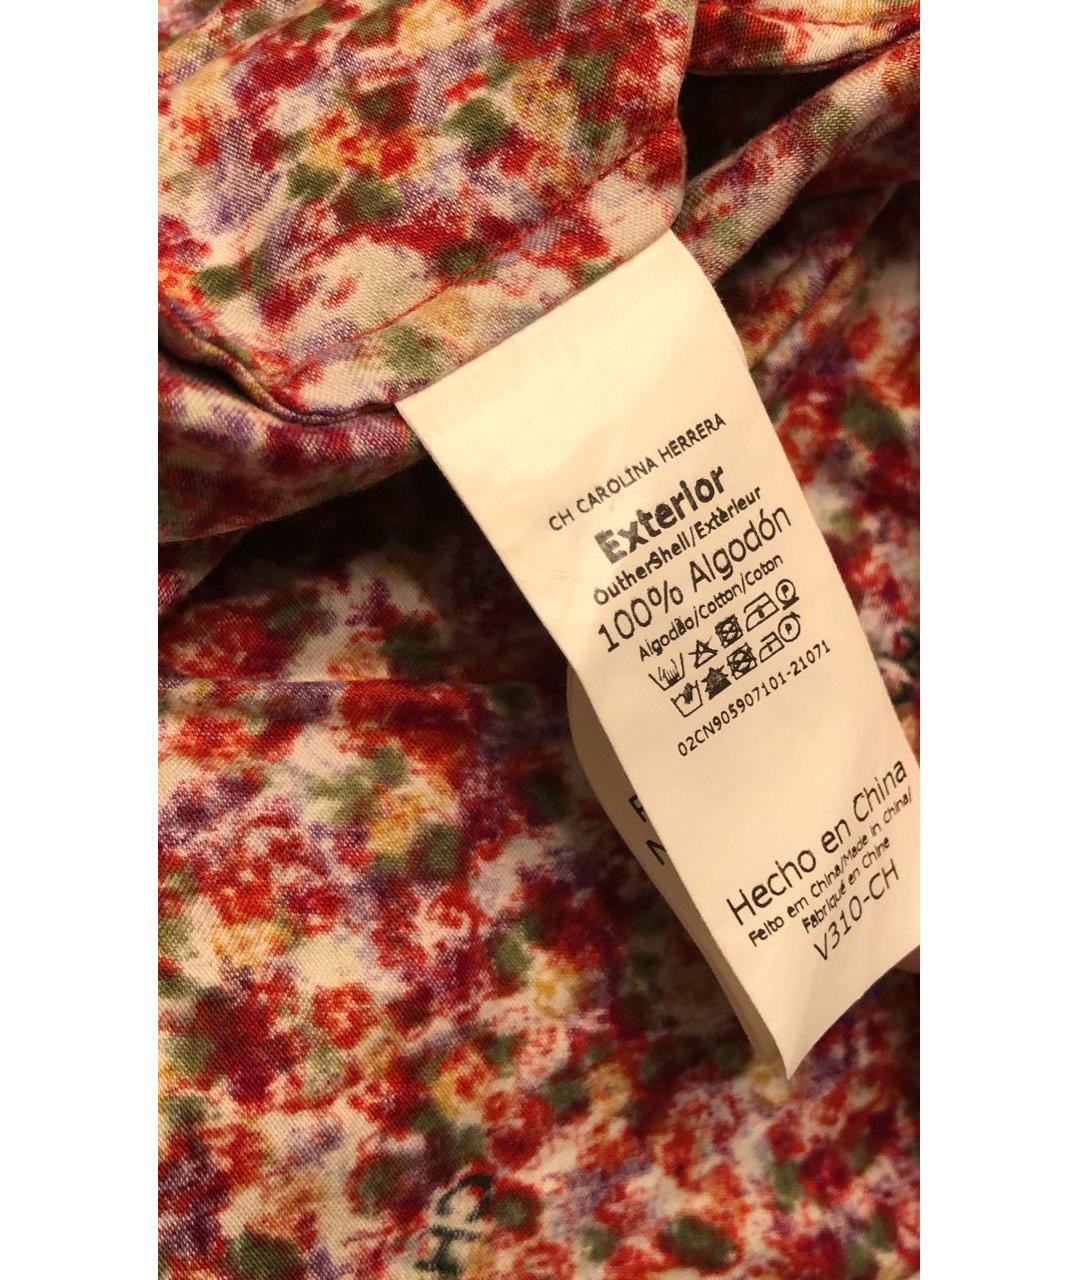 CH CAROLINA HERRERA
Exterior
OutherShell/Extèrieur
100% Algodón
Algodão/Cotton/Coton
02CN905907101-21071
Hecho en China
Feito em China/Made in China/
Fabriqué en Chine
V310-CH
CH